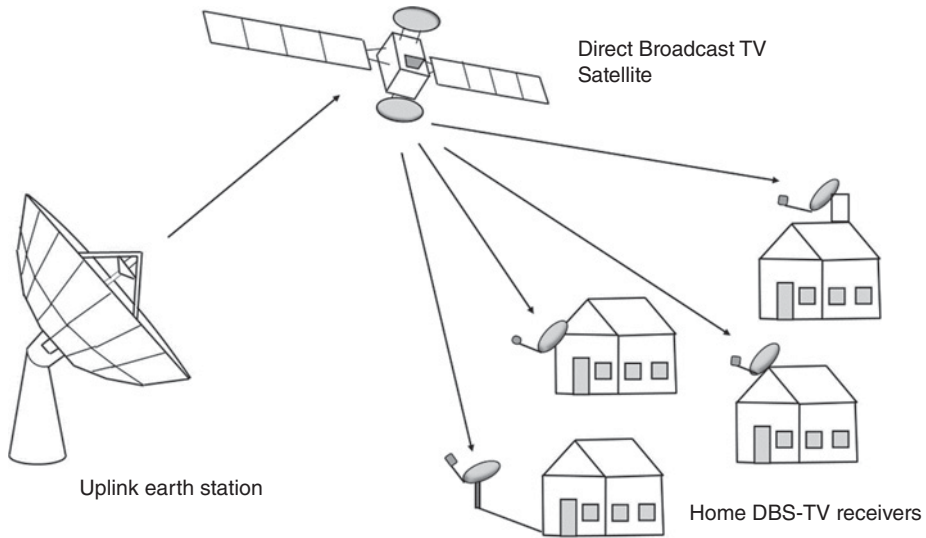 Direct Broadcast TV
Satellite
Uplink earth station
Home DBS-TV receivers